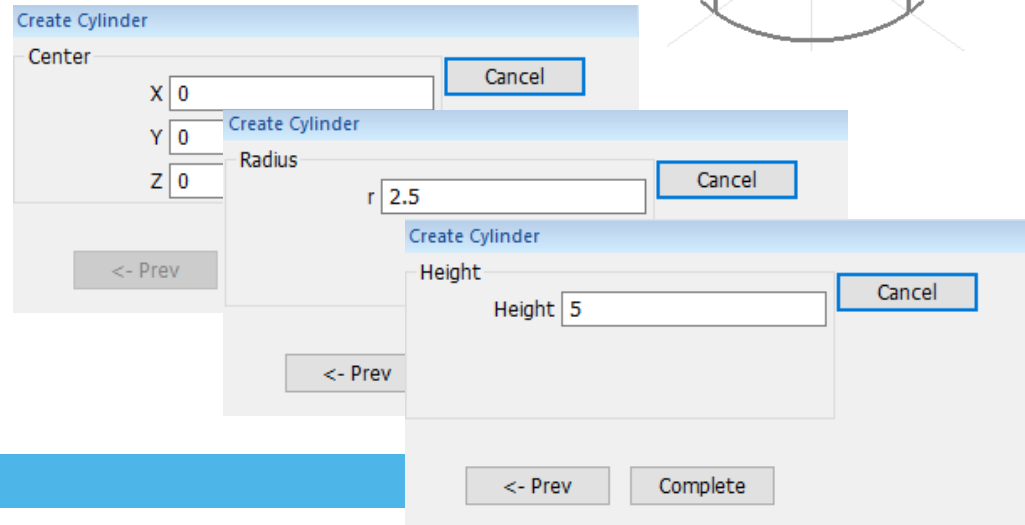 Create Cylinder
Center
Cancel
X 0
Y 0
Z 0
<- Prev
Create Cylinder
Radius
Cancel
r 2.5
<- Prev
Create Cylinder
Height
Cancel
Height 5
<- Prev Complete